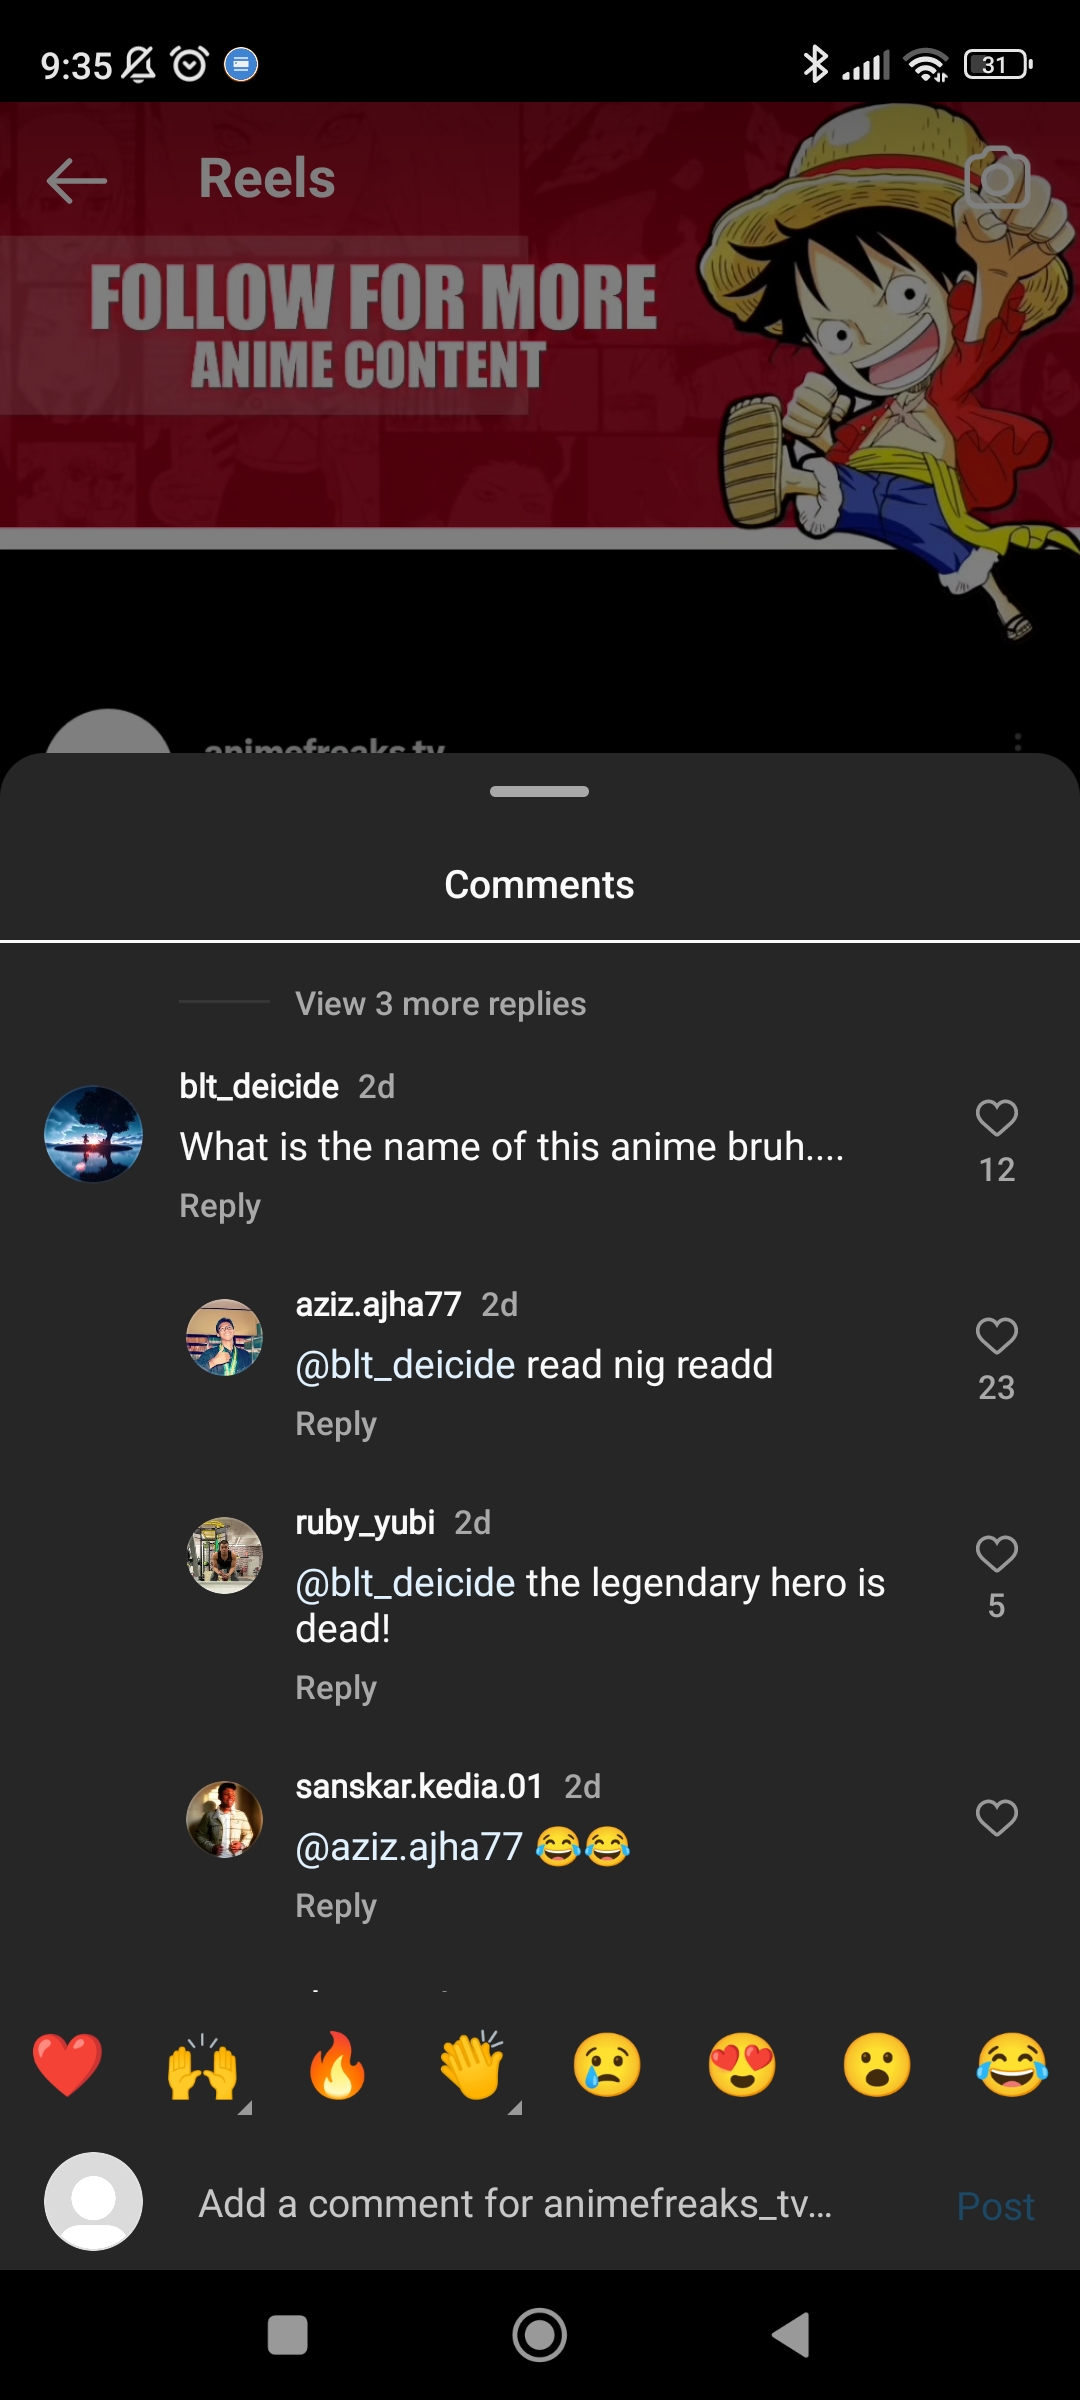 9:35
31
Reels
FOLLOW FOR MORE
ANIME CONTENT
Comments
View 3 more replies
blt_deicide 2d
What is the name of this anime bruh....
12
Reply
aziz.ajha77 2d
@blt_deicide read nig readd
23
Reply
ruby_yubi 2d
@blt_deicide the legendary hero is
dead!
5
Reply
sanskar.kedia.01 2d
@aziz.ajha77 😂😂
Reply
Add a comment for animefreaks_tv...
Post